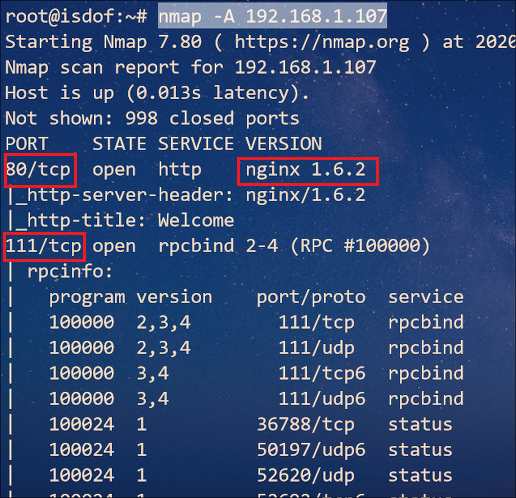 root@isdof:~# nmap -A 192.168.1.107
Starting Nmap 7.80 ( https://nmap.org ) at 2020
Nmap scan report for 192.168.1.107
Host is up (0.013s latency).
Not shown: 998 closed ports
PORT    STATE SERVICE VERSION
80/tcp  open  http    nginx 1.6.2
|_http-server-header: nginx/1.6.2
|_http-title: Welcome
111/tcp open  rpcbind 2-4 (RPC #100000)
| rpcinfo:
|   program version    port/proto  service
|   100000  2,3,4        111/tcp   rpcbind
|   100000  2,3,4        111/udp   rpcbind
|   100000  3,4          111/tcp6  rpcbind
|   100000  3,4          111/udp6  rpcbind
|   100024  1          36788/tcp   status
|   100024  1          50197/udp6  status
|   100024  1          52620/udp   status